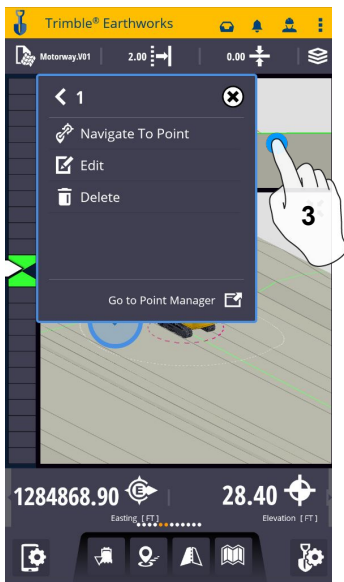 Trimble® Earthworks
Motorway.V01 2.00 0.00
1
Navigate To Point
Edit
Delete
3
Go to Point Manager
1284868.90 E 28.40
Easting [FT] Elevation [FT]